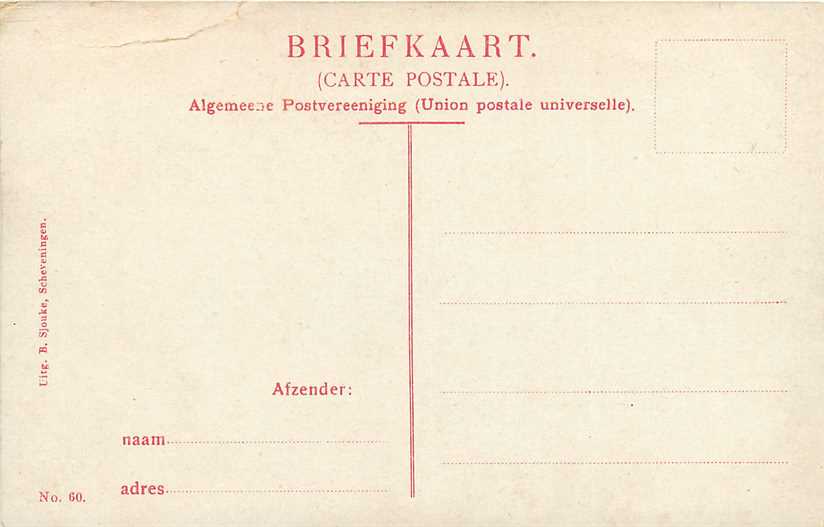 BRIEFKAART.
(CARTE POSTALE).
Algemeene Postvereeniging (Union postale universelle).
Uitg. B. Sjouke, Scheveningen.
Afzender:
naam
adres
No. 60.